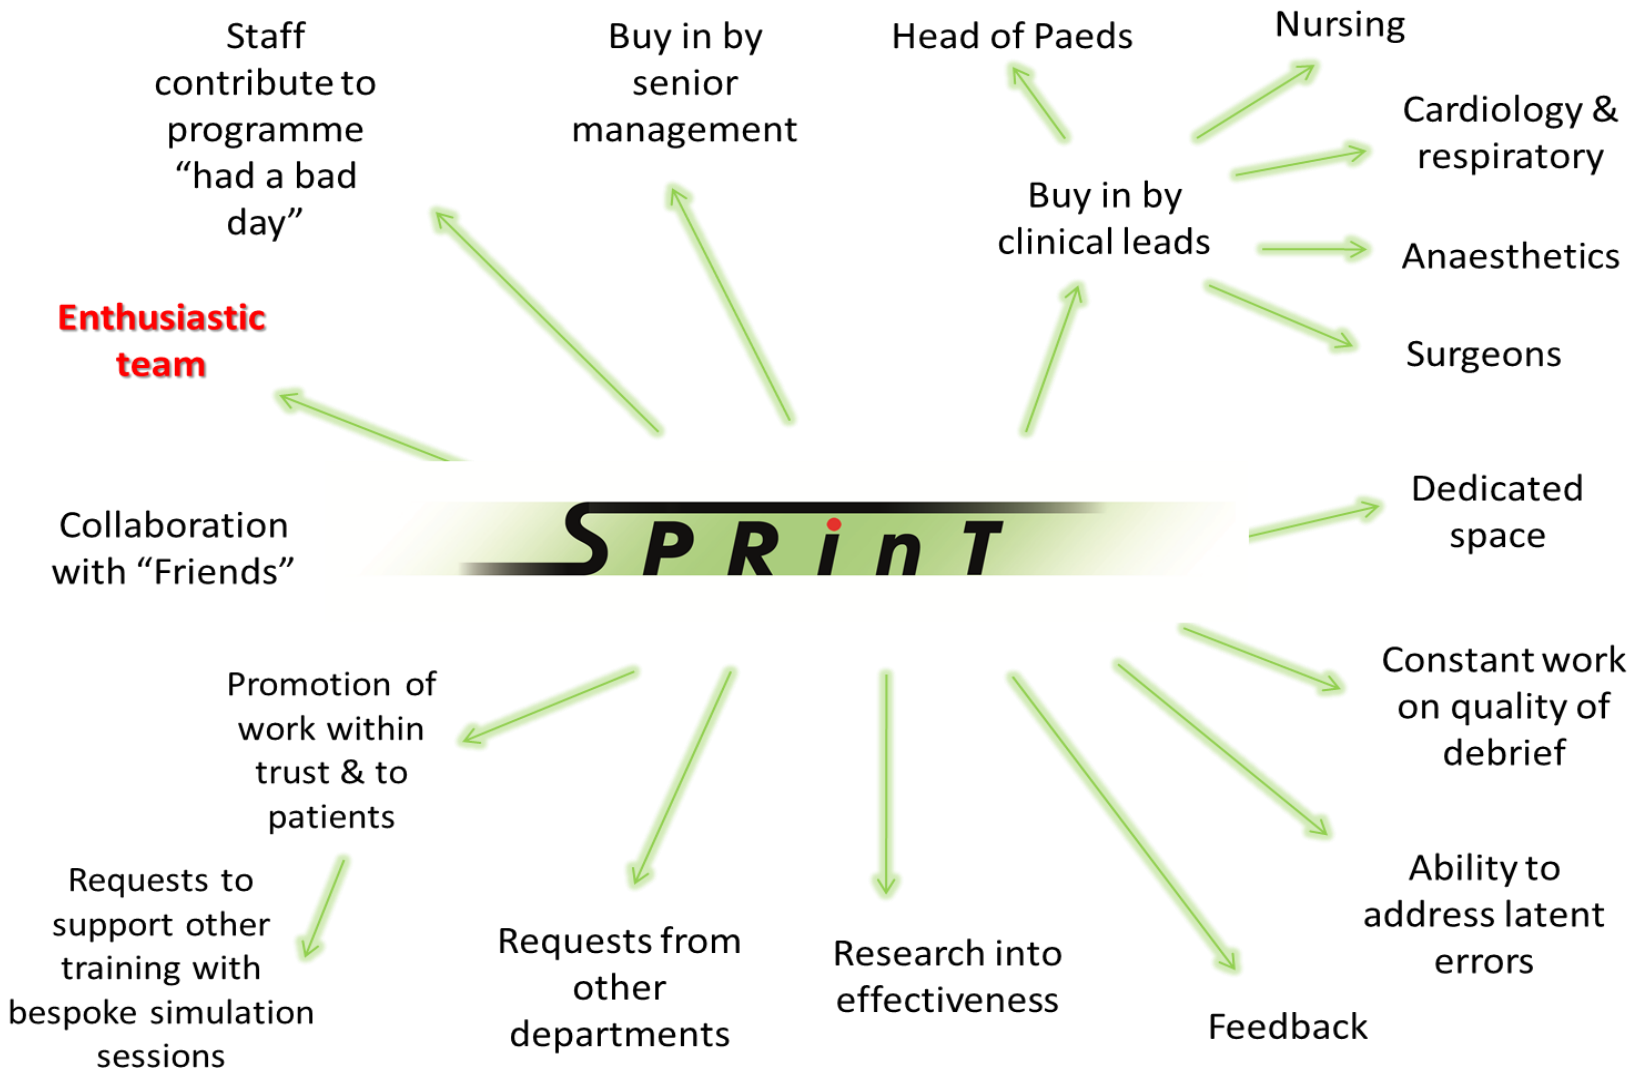 Staff
contribute to
programme
“had a bad
day”
Buy in by
senior
management
Head of Paeds
Nursing
Cardiology &
respiratory
Buy in by
clinical leads
Anaesthetics
Surgeons
Enthusiastic
team
Collaboration
with “Friends”
SPRinT
Dedicated
space
Constant work
on quality of
debrief
Promotion of
work within
trust & to
patients
Requests to
support other
training with
bespoke simulation
sessions
Requests from
other
departments
Research into
effectiveness
Feedback
Ability to
address latent
errors